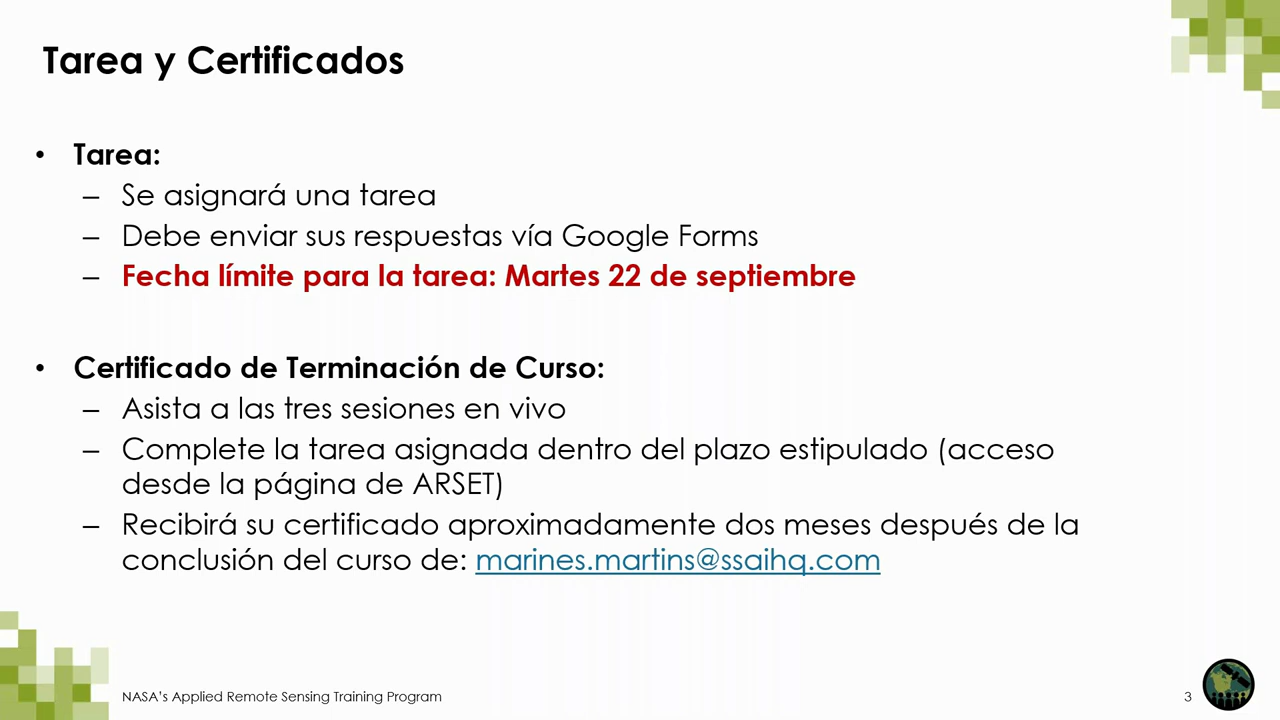 Tarea y Certificados
• Tarea:
– Se asignará una tarea
– Debe enviar sus respuestas vía Google Forms
– Fecha límite para la tarea: Martes 22 de septiembre
• Certificado de Terminación de Curso:
– Asista a las tres sesiones en vivo
– Complete la tarea asignada dentro del plazo estipulado (acceso
desde la página de ARSET)
– Recibirá su certificado aproximadamente dos meses después de la
conclusión del curso de: marines.martins@ssaihq.com
NASA's Applied Remote Sensing Training Program
3